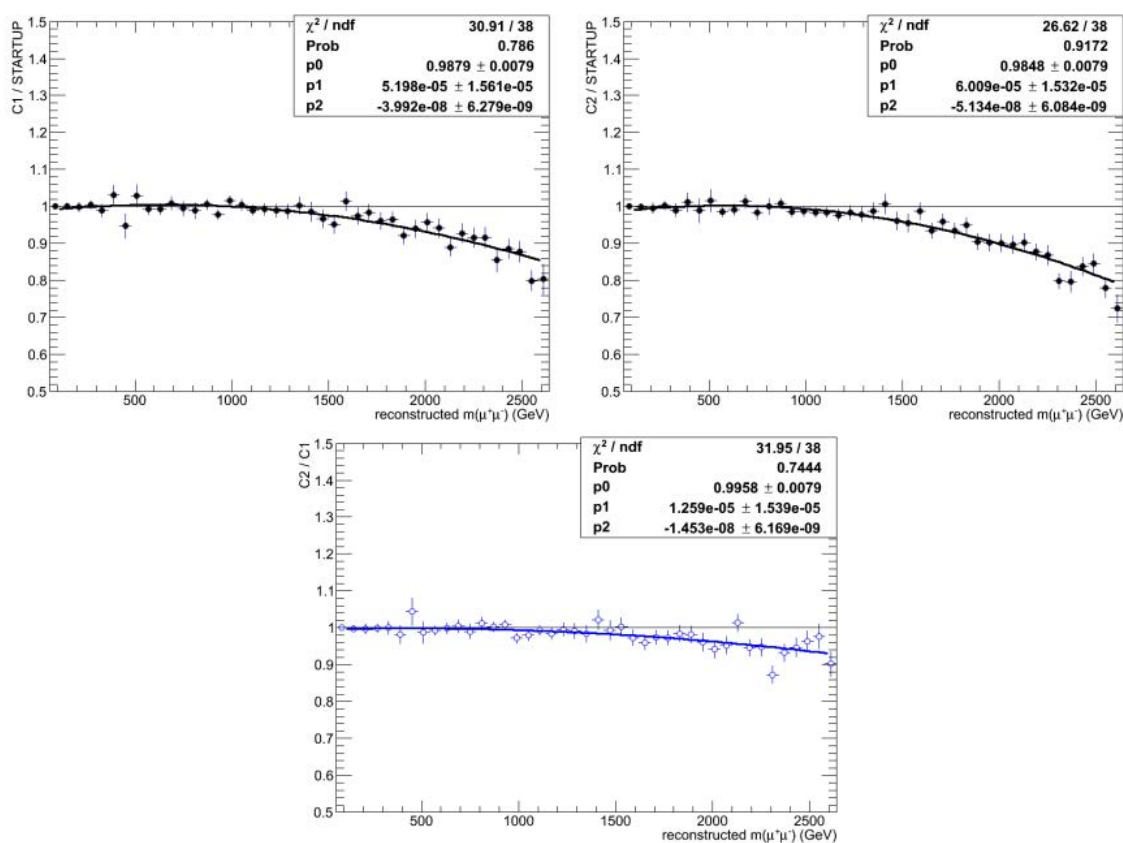 C1 / STARTUP
χ² / ndf 30.91 / 38
Prob 0.786
p0 0.9879 ± 0.0079
p1 5.198e-05 ± 1.561e-05
p2 -3.992e-08 ± 6.279e-09
1.5
1.4
1.3
1.2
1.1
1
0.9
0.8
0.7
0.6
0.5
500 1000 1500 2000 2500
reconstructed m(μ⁺μ⁻) (GeV)
C2 / STARTUP
χ² / ndf 26.62 / 38
Prob 0.9172
p0 0.9848 ± 0.0079
p1 6.009e-05 ± 1.532e-05
p2 -5.134e-08 ± 6.084e-09
1.5
1.4
1.3
1.2
1.1
1
0.9
0.8
0.7
0.6
0.5
500 1000 1500 2000 2500
reconstructed m(μ⁺μ⁻) (GeV)
C2 / C1
χ² / ndf 31.95 / 38
Prob 0.7444
p0 0.9958 ± 0.0079
p1 1.259e-05 ± 1.539e-05
p2 -1.453e-08 ± 6.169e-09
1.5
1.4
1.3
1.2
1.1
1
0.9
0.8
0.7
0.6
0.5
500 1000 1500 2000 2500
reconstructed m(μ⁺μ⁻) (GeV)